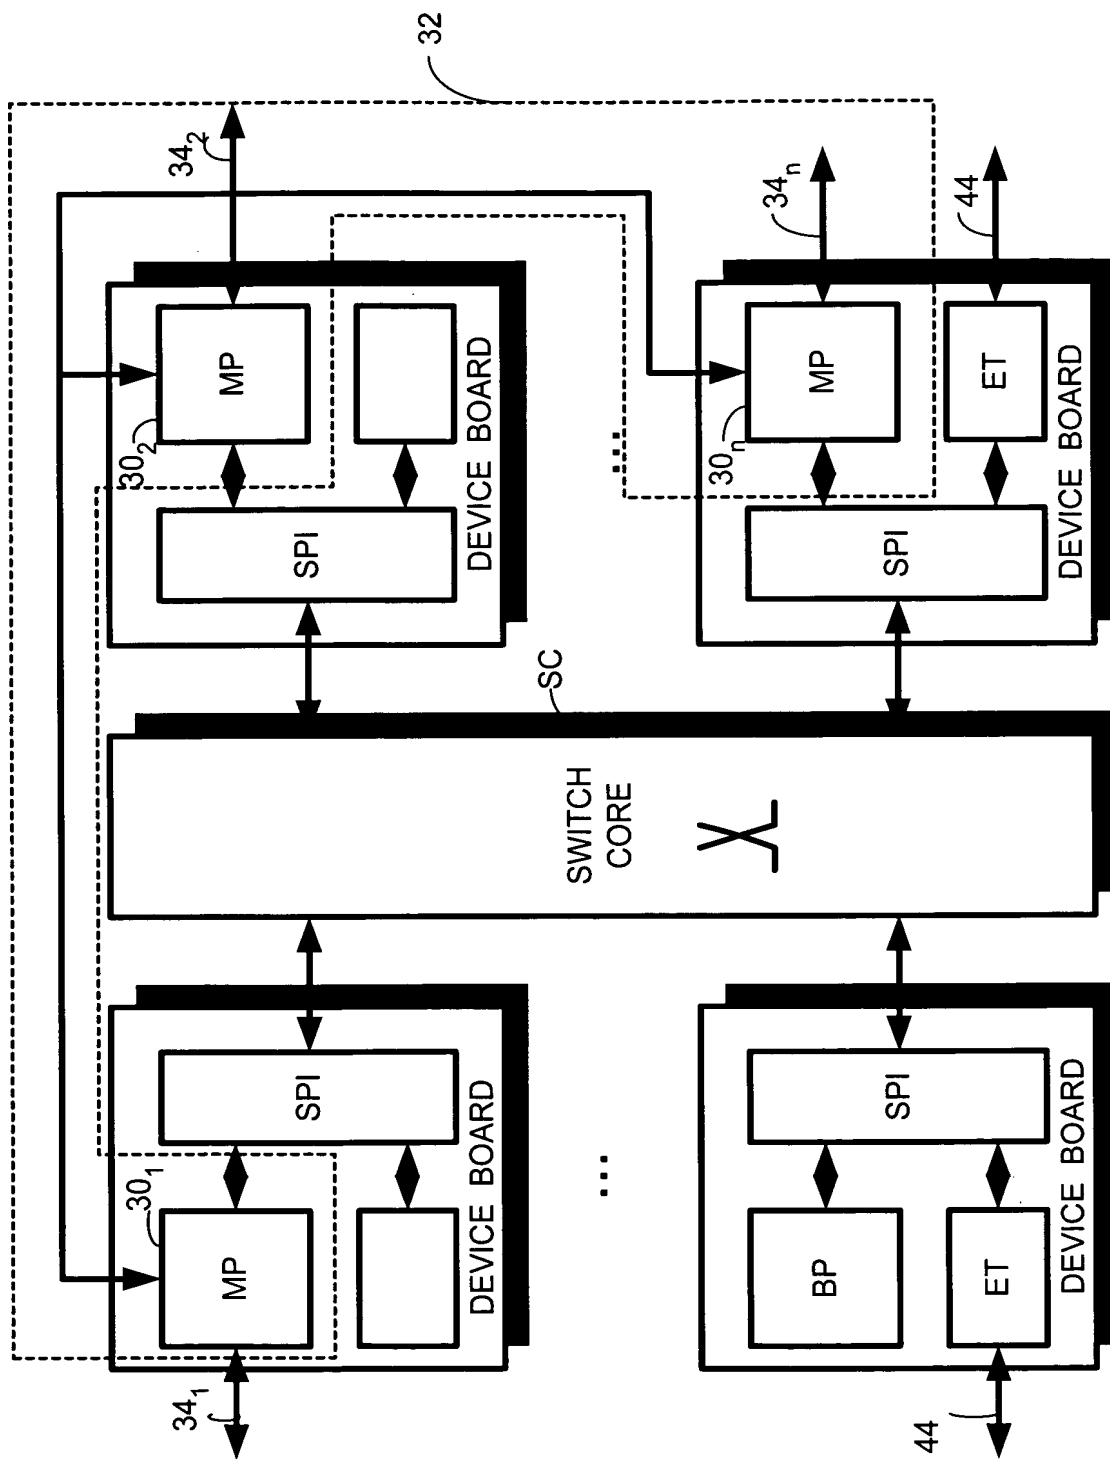 32
34₁
30₁
30₂
34₂
MP
MP
SPI
SPI
DEVICE BOARD
DEVICE BOARD
SC
SWITCH
CORE
...
...
30ₙ
34ₙ
BP
MP
SPI
SPI
44
44
ET
ET
DEVICE BOARD
DEVICE BOARD